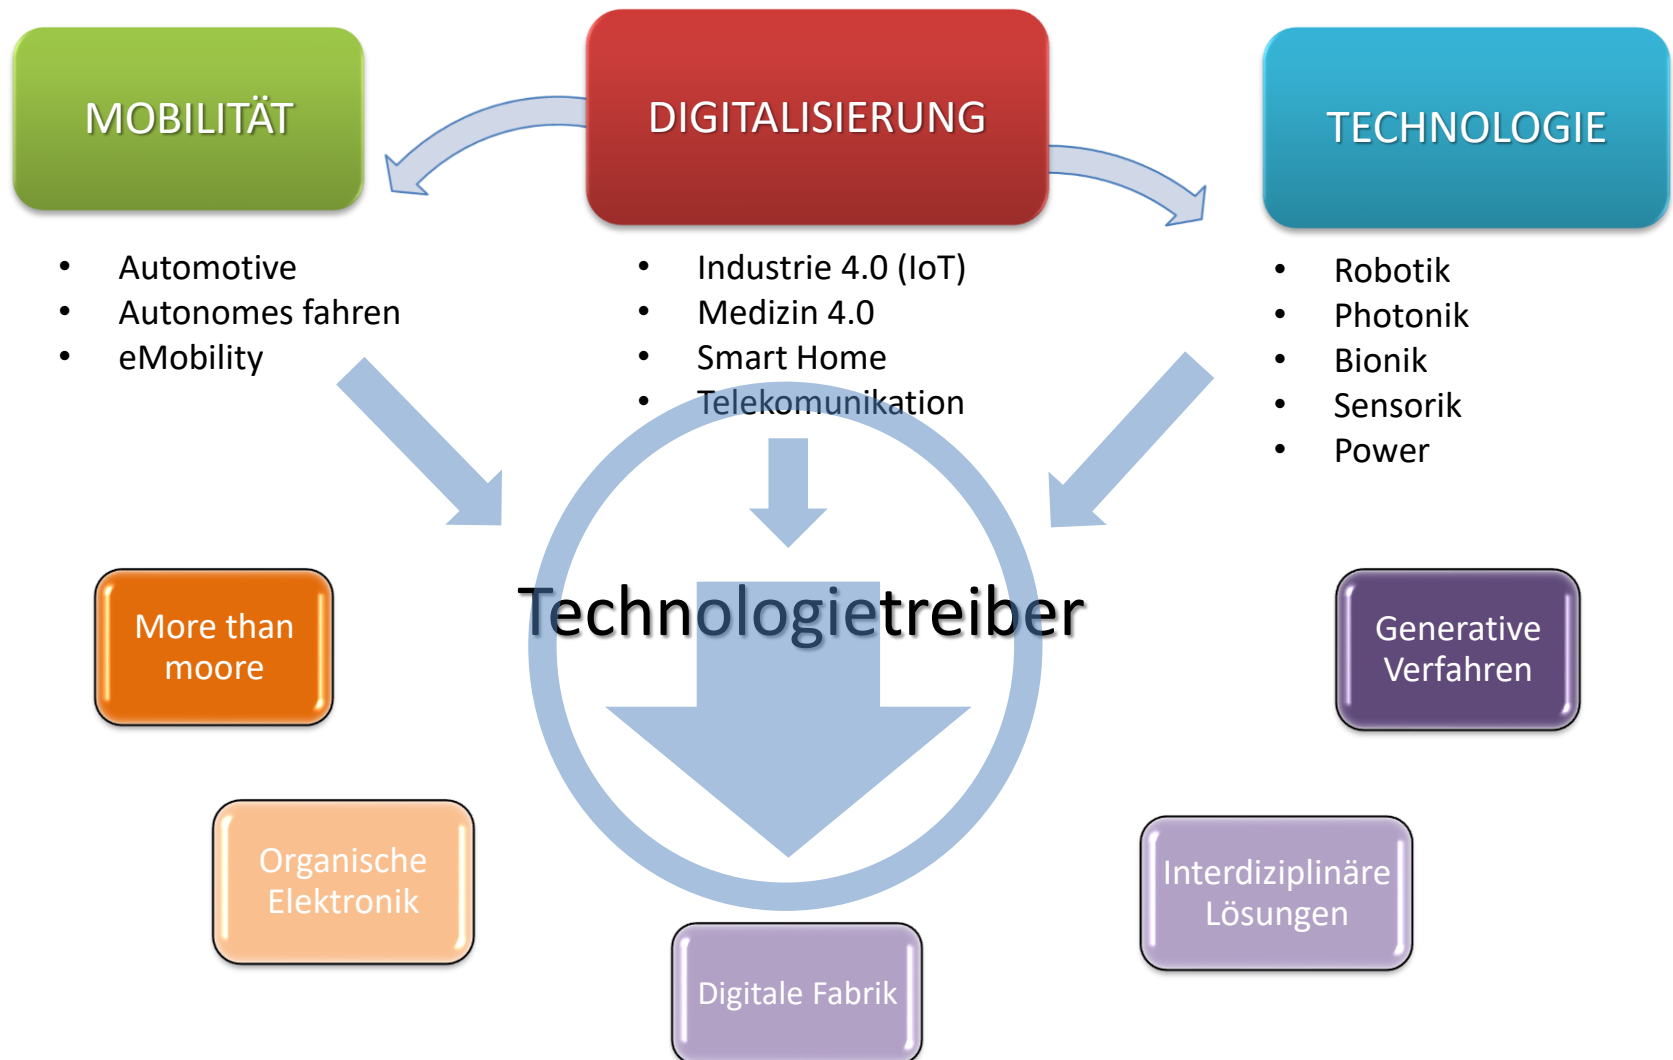 MOBILITÄT
DIGITALISIERUNG
TECHNOLOGIE
• Automotive
• Autonomes fahren
• eMobility
• Industrie 4.0 (IoT)
• Medizin 4.0
• Smart Home
• Telekomunikation
• Robotik
• Photonik
• Bionik
• Sensorik
• Power
Technologietreiber
More than
moore
Generative
Verfahren
Organische
Elektronik
Interdiziplinäre
Lösungen
Digitale Fabrik